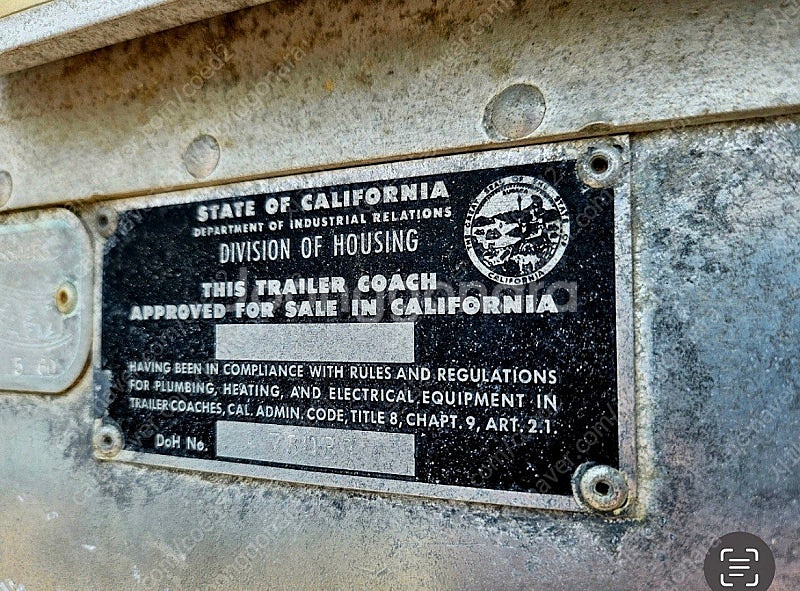 STATE OF CALIFORNIA
DEPARTMENT OF INDUSTRIAL RELATIONS
DIVISION OF HOUSING
THIS TRAILER COACH
APPROVED FOR SALE IN CALIFORNIA
HAVING BEEN IN COMPLIANCE WITH RULES AND REGULATIONS
FOR PLUMBING, HEATING, AND ELECTRICAL EQUIPMENT IN
TRAILER COACHES, CAL. ADMIN. CODE, TITLE 8, CHAPT. 9, ART. 2.1.
DoH No.